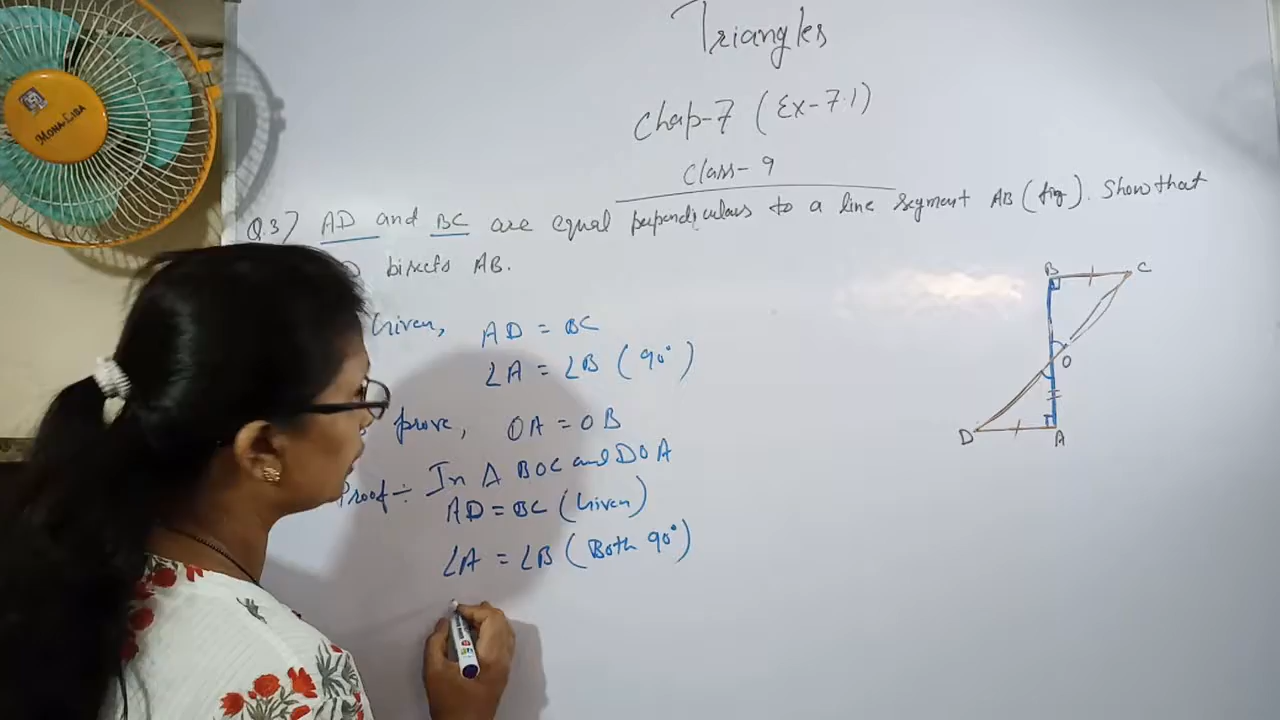 Triangles
Chap-7 (Ex-7.1)
Class-9
Q.3) AD and BC are equal perpendiculars to a line segment AB (fig). Show that
bisects AB.
Given, AD = BC
∠A = ∠B (90°)
prove, OA = OB
Proof ÷ In Δ BOC and DOA
AD = BC (Given)
∠A = ∠B (Both 90°)
B C
O
D A
MONA-LISA